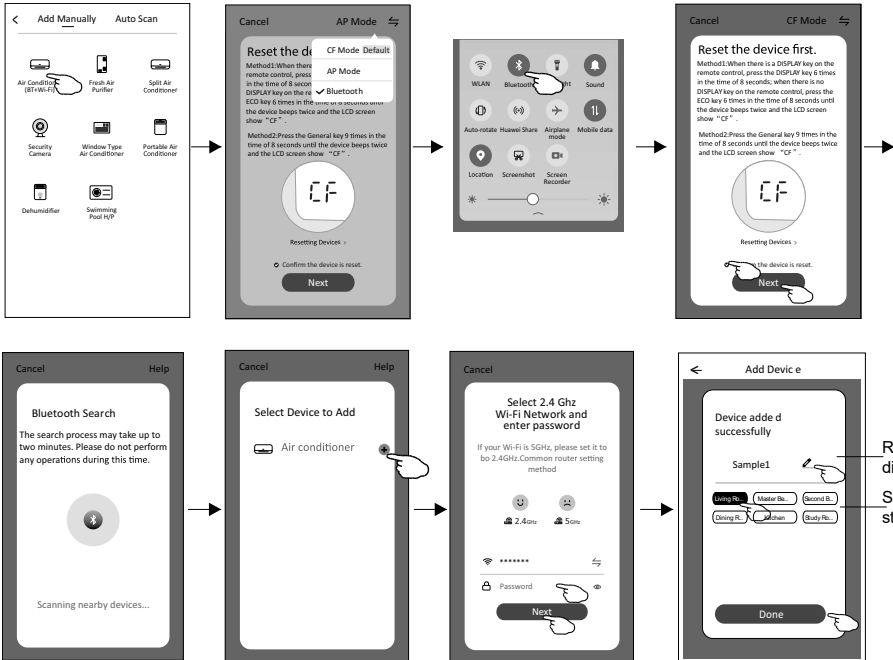 Add Manually Auto Scan
Air Condition
(BT+Wi-Fi)
Fresh Air
Purifier
Split Air
Conditioner
Security
Camera
Window Type
Air Conditioner
Portable Air
Conditioner
Dehumidifier
Swimming
Pool H/P
Cancel AP Mode
CF Mode Default
AP Mode
Bluetooth
Reset the de
Method1:When there
remote control, press
in the time of 8 secon
DISPLAY key on the re
ECO key 6 times in the time of 8 seconds until
the device beeps twice and the LCD screen
show “CF”.
Method2:Press the General key 9 times in the
time of 8 seconds until the device beeps twice
and the LCD screen show “CF”.
CF
Resetting Devices >
Confirm the device is reset.
Next
WLAN
Bluetooth
ht
Sound
Auto-rotate
Huawei Share
Airplane
mode
Mobile data
Location
Screenshot
Screen
Recorder
Cancel CF Mode
Reset the device first.
Method1:When there is a DISPLAY key on the
remote control, press the DISPLAY key 6 times
in the time of 8 seconds; when there is no
DISPLAY key on the remote control, press the
ECO key 6 times in the time of 8 seconds until
the device beeps twice and the LCD screen
show “CF”.
Method2:Press the General key 9 times in the
time of 8 seconds until the device beeps twice
and the LCD screen show “CF”.
CF
Resetting Devices >
the device is reset.
Next
Cancel Help
Bluetooth Search
The search process may take up to
two minutes. Please do not perform
any operations during this time.
Scanning nearby devices...
Cancel Help
Select Device to Add
Air conditioner
Cancel
Select 2.4 Ghz
Wi-Fi Network and
enter password
If your Wi-Fi is 5GHz, please set it to
bo 2.4GHz.Common router setting
method
2.4GHz 5GHz
*******
Password
Next
Add Devic e
Device adde d
successfully
Sample1
Living Ro.. Master Be.. Second B..
Dining R.. Kitchen Study Ro..
Done
R
di
S
st